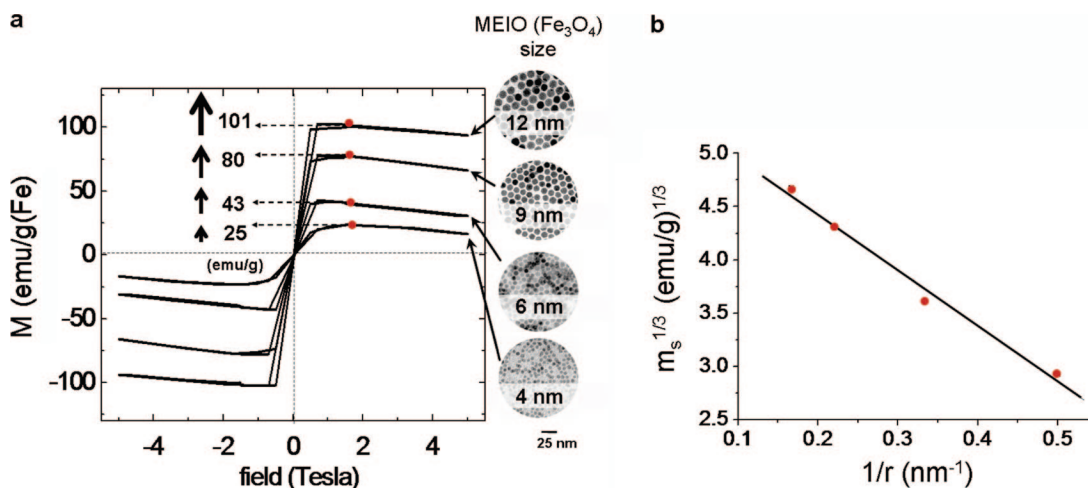 a
MEIO (Fe₃O₄)
size
100
50
0
-50
-100
M (emu/g(Fe)
101
80
43
25
(emu/g)
-4
-2
0
2
4
field (Tesla)
12 nm
9 nm
6 nm
4 nm
25 nm
b
5.0
4.5
4.0
3.5
3.0
2.5
mₛ^1/3 (emu/g)^1/3
0.1
0.2
0.3
0.4
0.5
1/r (nm⁻¹)